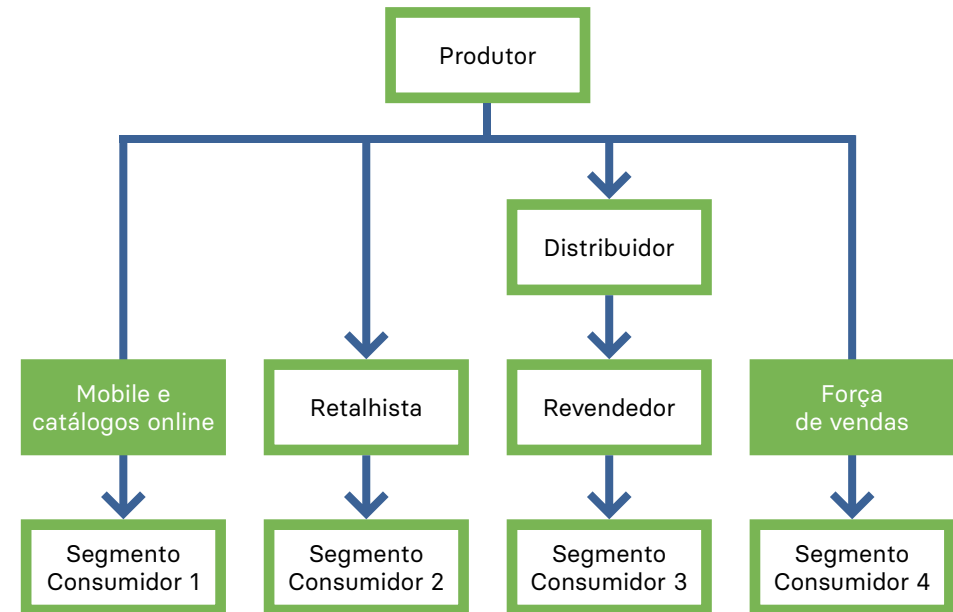 Produtor
Distribuidor
Mobile e
catálogos online
Retalhista
Revendedor
Força
de vendas
Segmento
Consumidor 1
Segmento
Consumidor 2
Segmento
Consumidor 3
Segmento
Consumidor 4